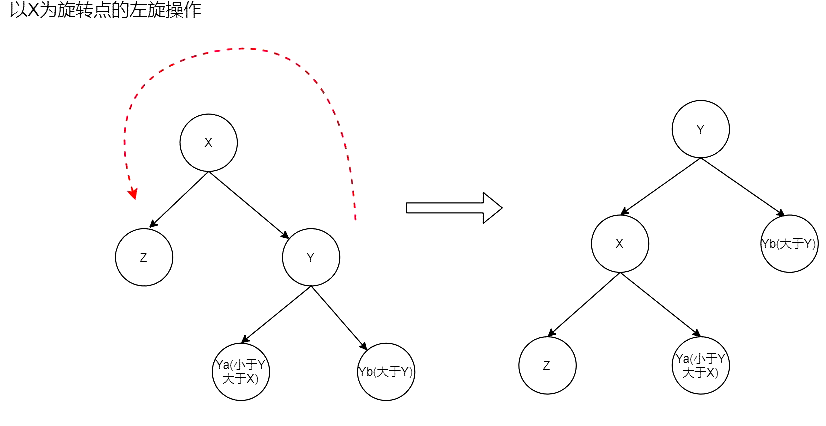 以X为旋转点的左旋操作
X
Z
Y
Ya(小于Y
大于X)
Yb(大于Y)
Y
X
Yb(大于Y)
Z
Ya(小于Y
大于X)